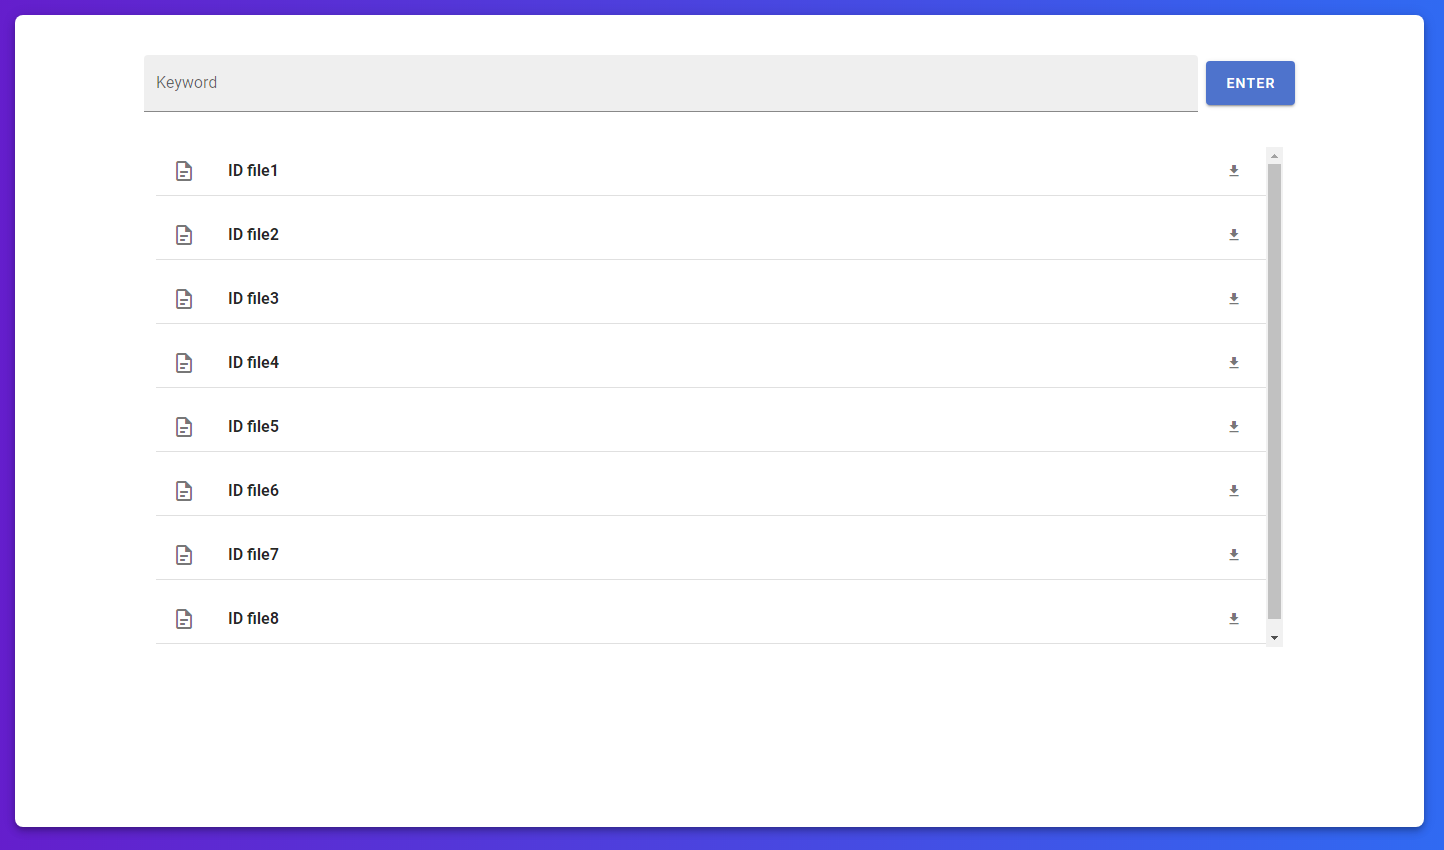 Keyword
ENTER
ID file1
ID file2
ID file3
ID file4
ID file5
ID file6
ID file7
ID file8